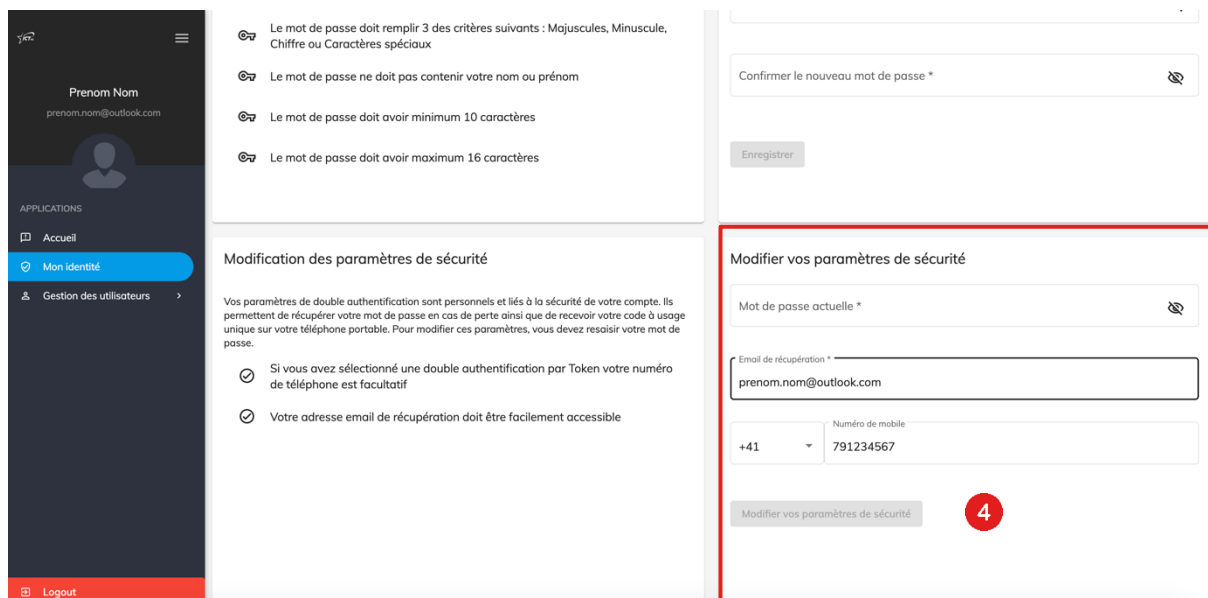 Prenom Nom
prenom.nom@outlook.com
APPLICATIONS
Accueil
Mon identité
Gestion des utilisateurs
Logout
Le mot de passe doit remplir 3 des critères suivants : Majuscules, Minuscule,
Chiffre ou Caractères spéciaux
Le mot de passe ne doit pas contenir votre nom ou prénom
Le mot de passe doit avoir minimum 10 caractères
Le mot de passe doit avoir maximum 16 caractères
Confirmer le nouveau mot de passe *
Enregistrer
Modification des paramètres de sécurité
Vos paramètres de double authentification sont personnels et liés à la sécurité de votre compte. Ils
permettent de récupérer votre mot de passe en cas de perte ainsi que de recevoir votre code à usage
unique sur votre téléphone portable. Pour modifier ces paramètres, vous devez resaisir votre mot de
passe.
Si vous avez sélectionné une double authentification par Token votre numéro
de téléphone est facultatif
Votre adresse email de récupération doit être facilement accessible
Modifier vos paramètres de sécurité
Mot de passe actuelle *
Email de récupération *
prenom.nom@outlook.com
Numéro de mobile
+41 791234567
Modifier vos paramètres de sécurité
4